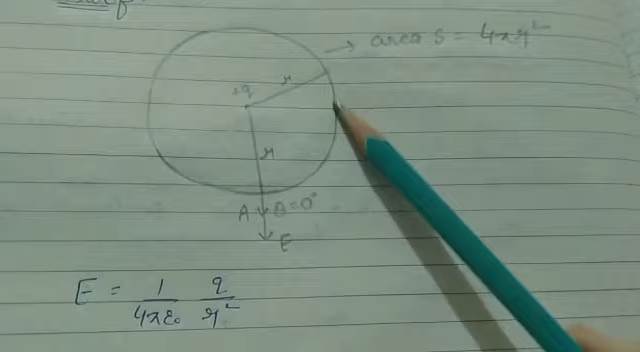 area S = 4πr²
r
q
r
A θ=0°
E
E = 1/4πε₀ q/r²